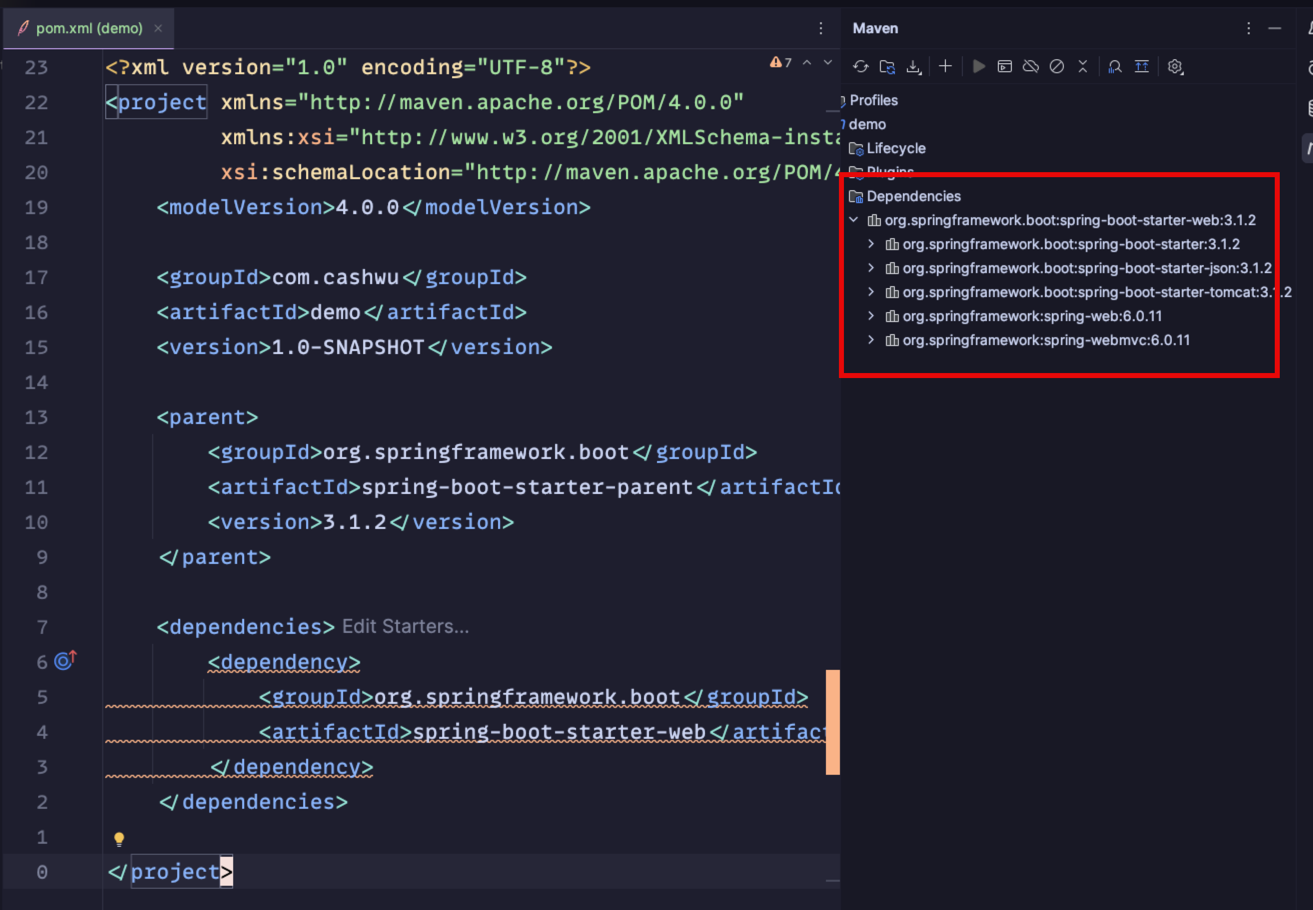 pom.xml (demo)
23 <?xml version="1.0" encoding="UTF-8"?>
7
22 <project xmlns="http://maven.apache.org/POM/4.0.0"
21 xmlns:xsi="http://www.w3.org/2001/XMLSchema-insta
20 xsi:schemaLocation="http://maven.apache.org/POM/4
19 <modelVersion>4.0.0</modelVersion>
18
17 <groupId>com.cashwu</groupId>
16 <artifactId>demo</artifactId>
15 <version>1.0-SNAPSHOT</version>
14
13 <parent>
12 <groupId>org.springframework.boot</groupId>
11 <artifactId>spring-boot-starter-parent</artifactId
10 <version>3.1.2</version>
9 </parent>
8
7 <dependencies> Edit Starters...
6 <dependency>
5 <groupId>org.springframework.boot</groupId>
4 <artifactId>spring-boot-starter-web</artifact
3 </dependency>
2 </dependencies>
1
0 </project>
Maven
Profiles
demo
Lifecycle
Plugins
Dependencies
org.springframework.boot:spring-boot-starter-web:3.1.2
org.springframework.boot:spring-boot-starter:3.1.2
org.springframework.boot:spring-boot-starter-json:3.1.2
org.springframework.boot:spring-boot-starter-tomcat:3.1.2
org.springframework:spring-web:6.0.11
org.springframework:spring-webmvc:6.0.11